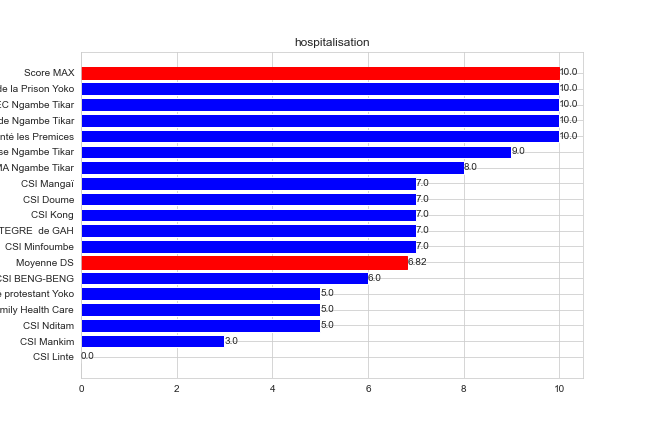 hospitalisation
Score MAX 10.0
de la Prison Yoko 10.0
EC Ngambe Tikar 10.0
de Ngambe Tikar 10.0
nté les Premices 10.0
se Ngambe Tikar 9.0
MA Ngambe Tikar 8.0
CSI Mangaï 7.0
CSI Doume 7.0
CSI Kong 7.0
TEGRE de GAH 7.0
CSI Minfoumbe 7.0
Moyenne DS 6.82
CSI BENG-BENG 6.0
e protestant Yoko 5.0
mily Health Care 5.0
CSI Nditam 5.0
CSI Mankim 3.0
CSI Linte 0.0
0 2 4 6 8 10